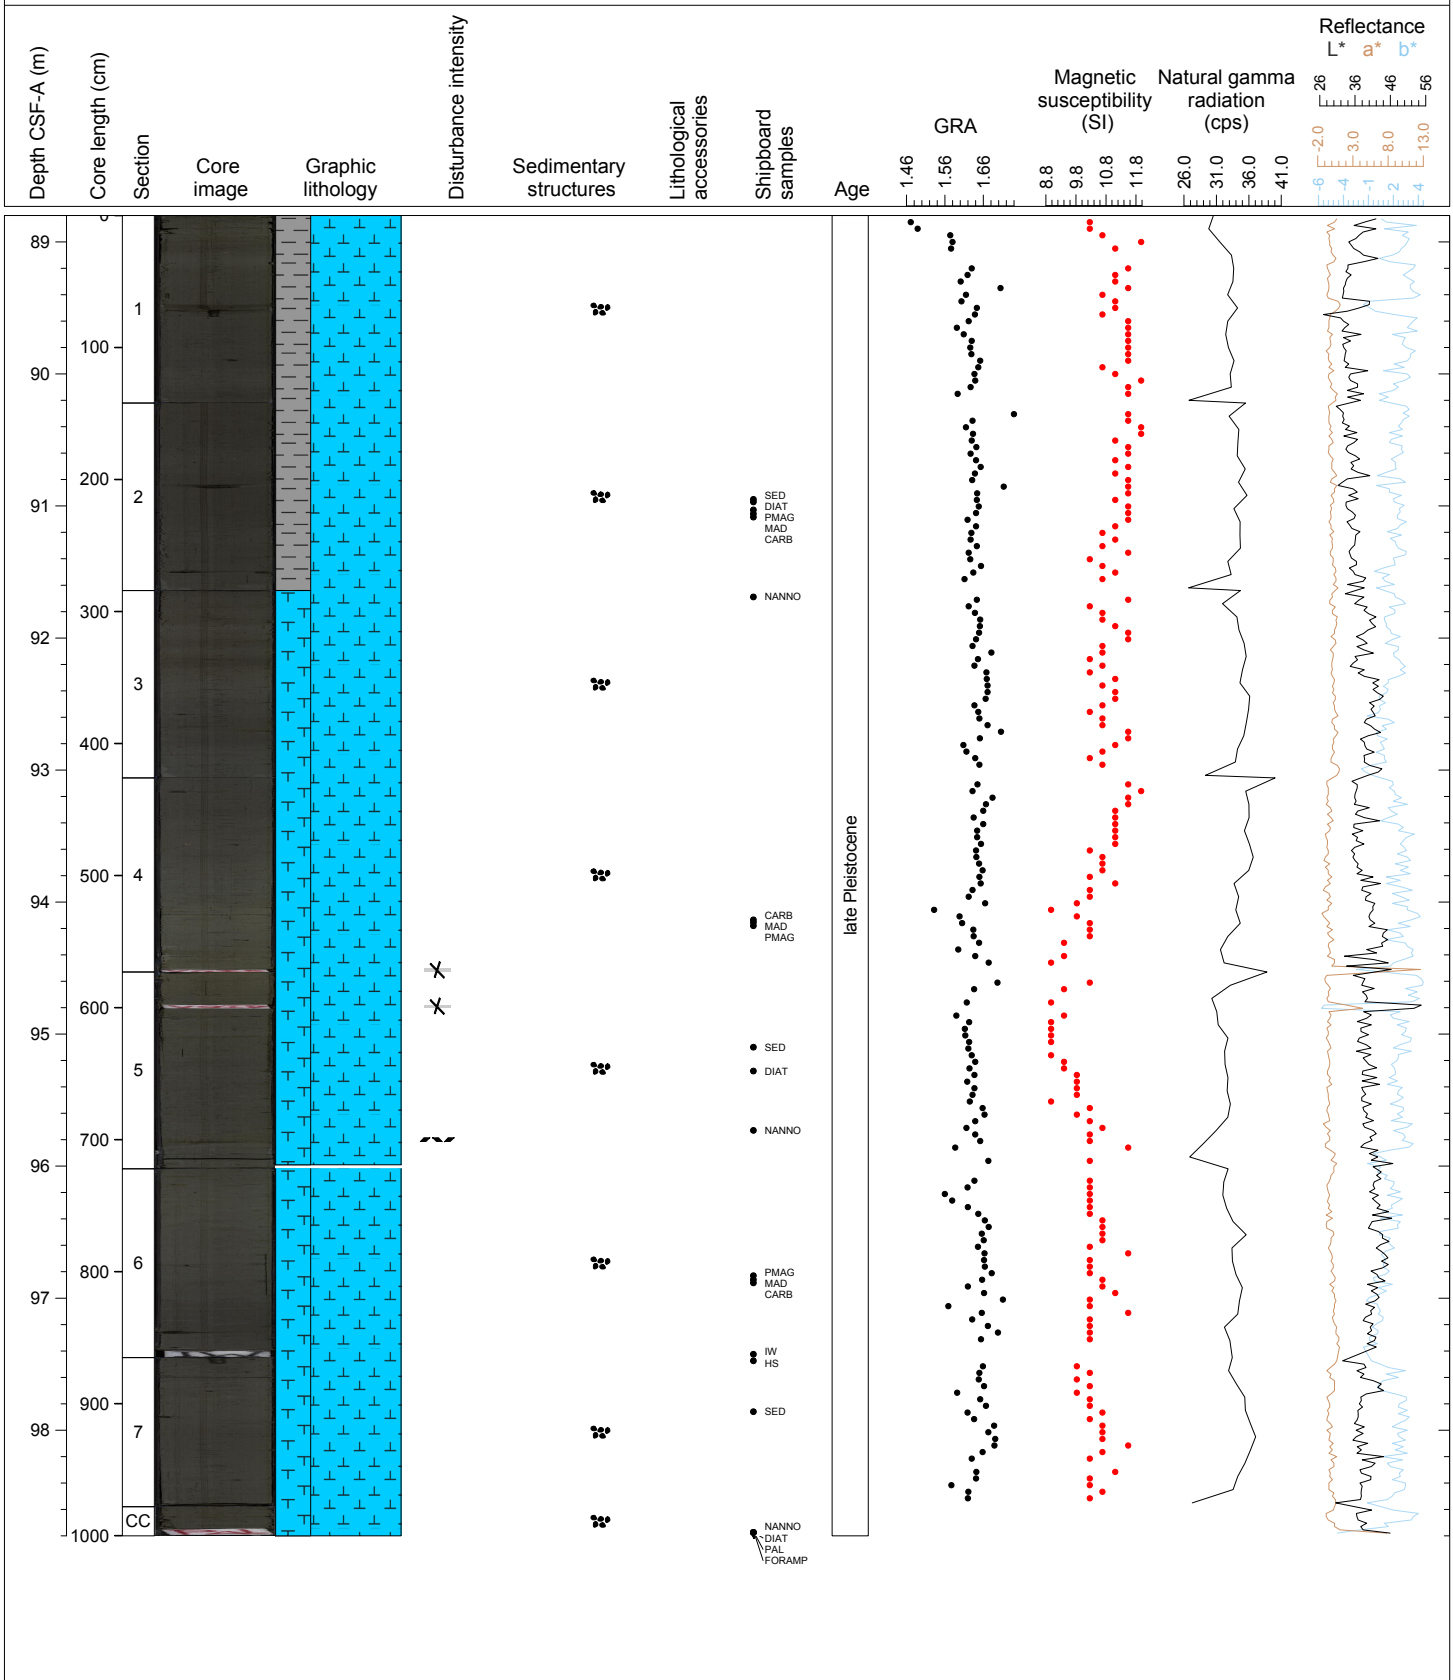 Depth CSF-A (m)
Core length (cm)
Section
Core
image
Graphic
lithology
Disturbance intensity
Sedimentary
structures
Lithological
accessories
Shipboard
samples
Age
GRA
1.46
1.56
1.66
Magnetic
susceptibility
(SI)
8.8
9.8
10.8
11.8
Natural gamma
radiation
(cps)
26.0
31.0
36.0
41.0
Reflectance
L* a* b*
26
36
46
56
-2.0
3.0
8.0
13.0
-6
-4
-1
2
4
0
89
1
100
90
200
2
SED
DIAT
91
PMAG
MAD
CARB
NANNO
300
92
3
400
93
500
4
94
CARB
MAD
PMAG
late Pleistocene
600
95
SED
5
DIAT
NANNO
700
96
6
800
PMAG
MAD
CARB
97
IW
HS
900
SED
7
98
CC
NANNO
1000
DIAT
PAL
FORAMP